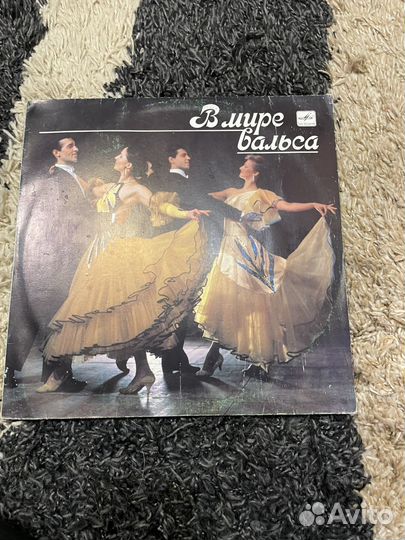 В мире
вальса
Avito